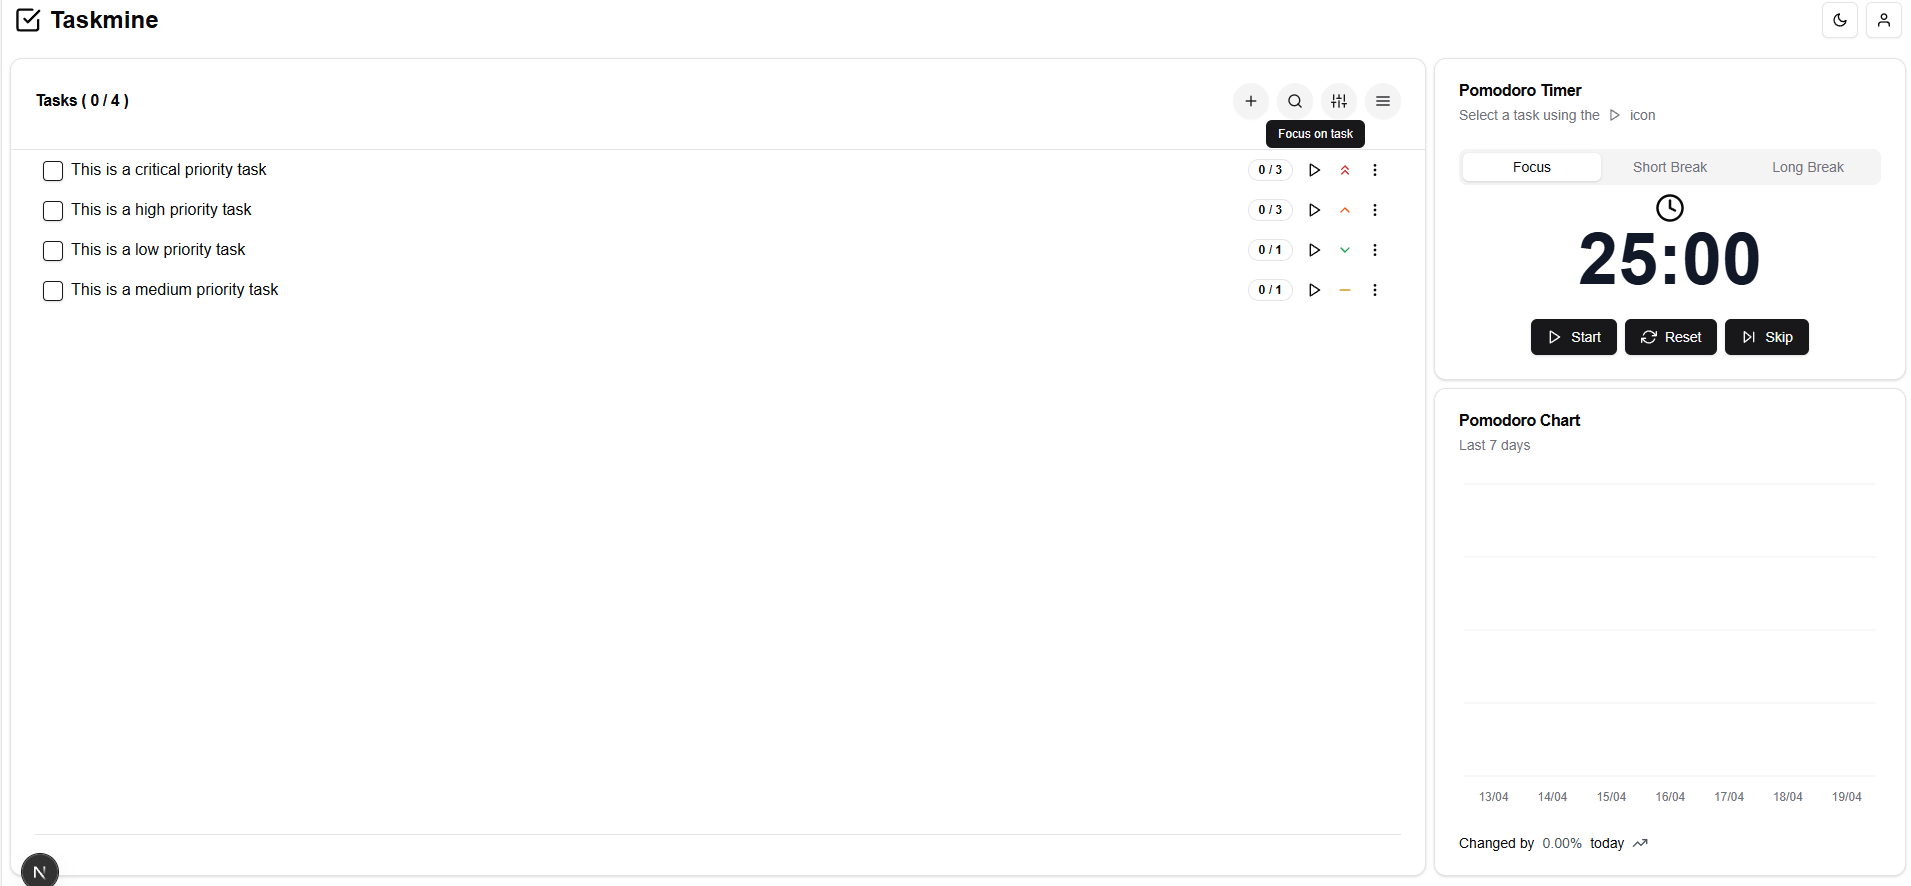 Taskmine
Tasks ( 0 / 4 )
Focus on task
This is a critical priority task
0 / 3
This is a high priority task
0 / 3
This is a low priority task
0 / 1
This is a medium priority task
0 / 1
N
Pomodoro Timer
Select a task using the icon
Focus
Short Break
Long Break
25:00
Start
Reset
Skip
Pomodoro Chart
Last 7 days
13/04 14/04 15/04 16/04 17/04 18/04 19/04
Changed by 0.00% today